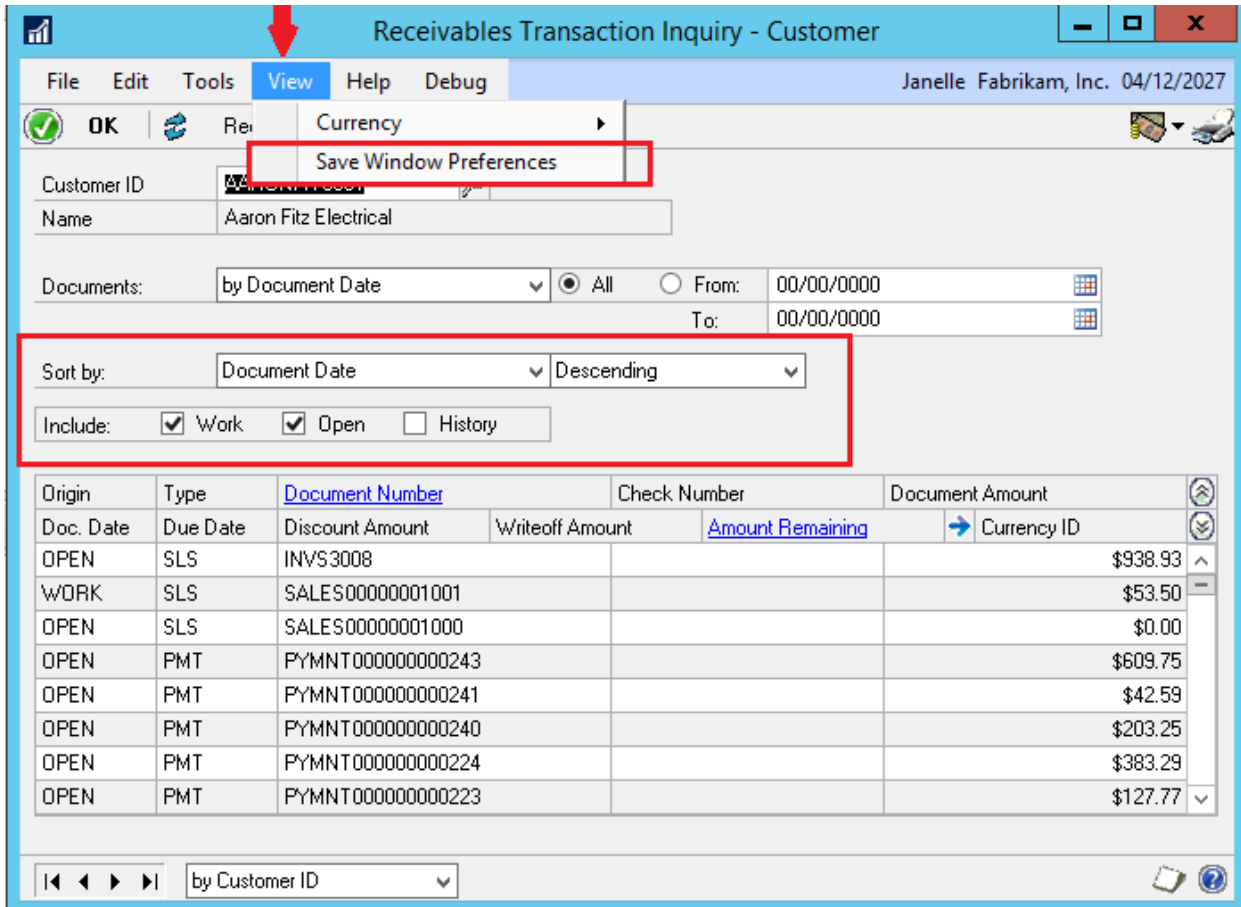 Receivables Transaction Inquiry - Customer
File Edit Tools View Help Debug Janelle Fabrikam, Inc. 04/12/2027
OK Currency
Save Window Preferences
Customer ID
Name Aaron Fitz Electrical
Documents: by Document Date All From: 00/00/0000
To: 00/00/0000
Sort by: Document Date Descending
Include: Work Open History
Origin Type Document Number Check Number Document Amount
Doc. Date Due Date Discount Amount Writeoff Amount Amount Remaining Currency ID
OPEN SLS INVS3008 $938.93
WORK SLS SALES00000001001 $53.50
OPEN SLS SALES00000001000 $0.00
OPEN PMT PYMNT000000000243 $609.75
OPEN PMT PYMNT000000000241 $42.59
OPEN PMT PYMNT000000000240 $203.25
OPEN PMT PYMNT000000000224 $383.29
OPEN PMT PYMNT000000000223 $127.77
by Customer ID